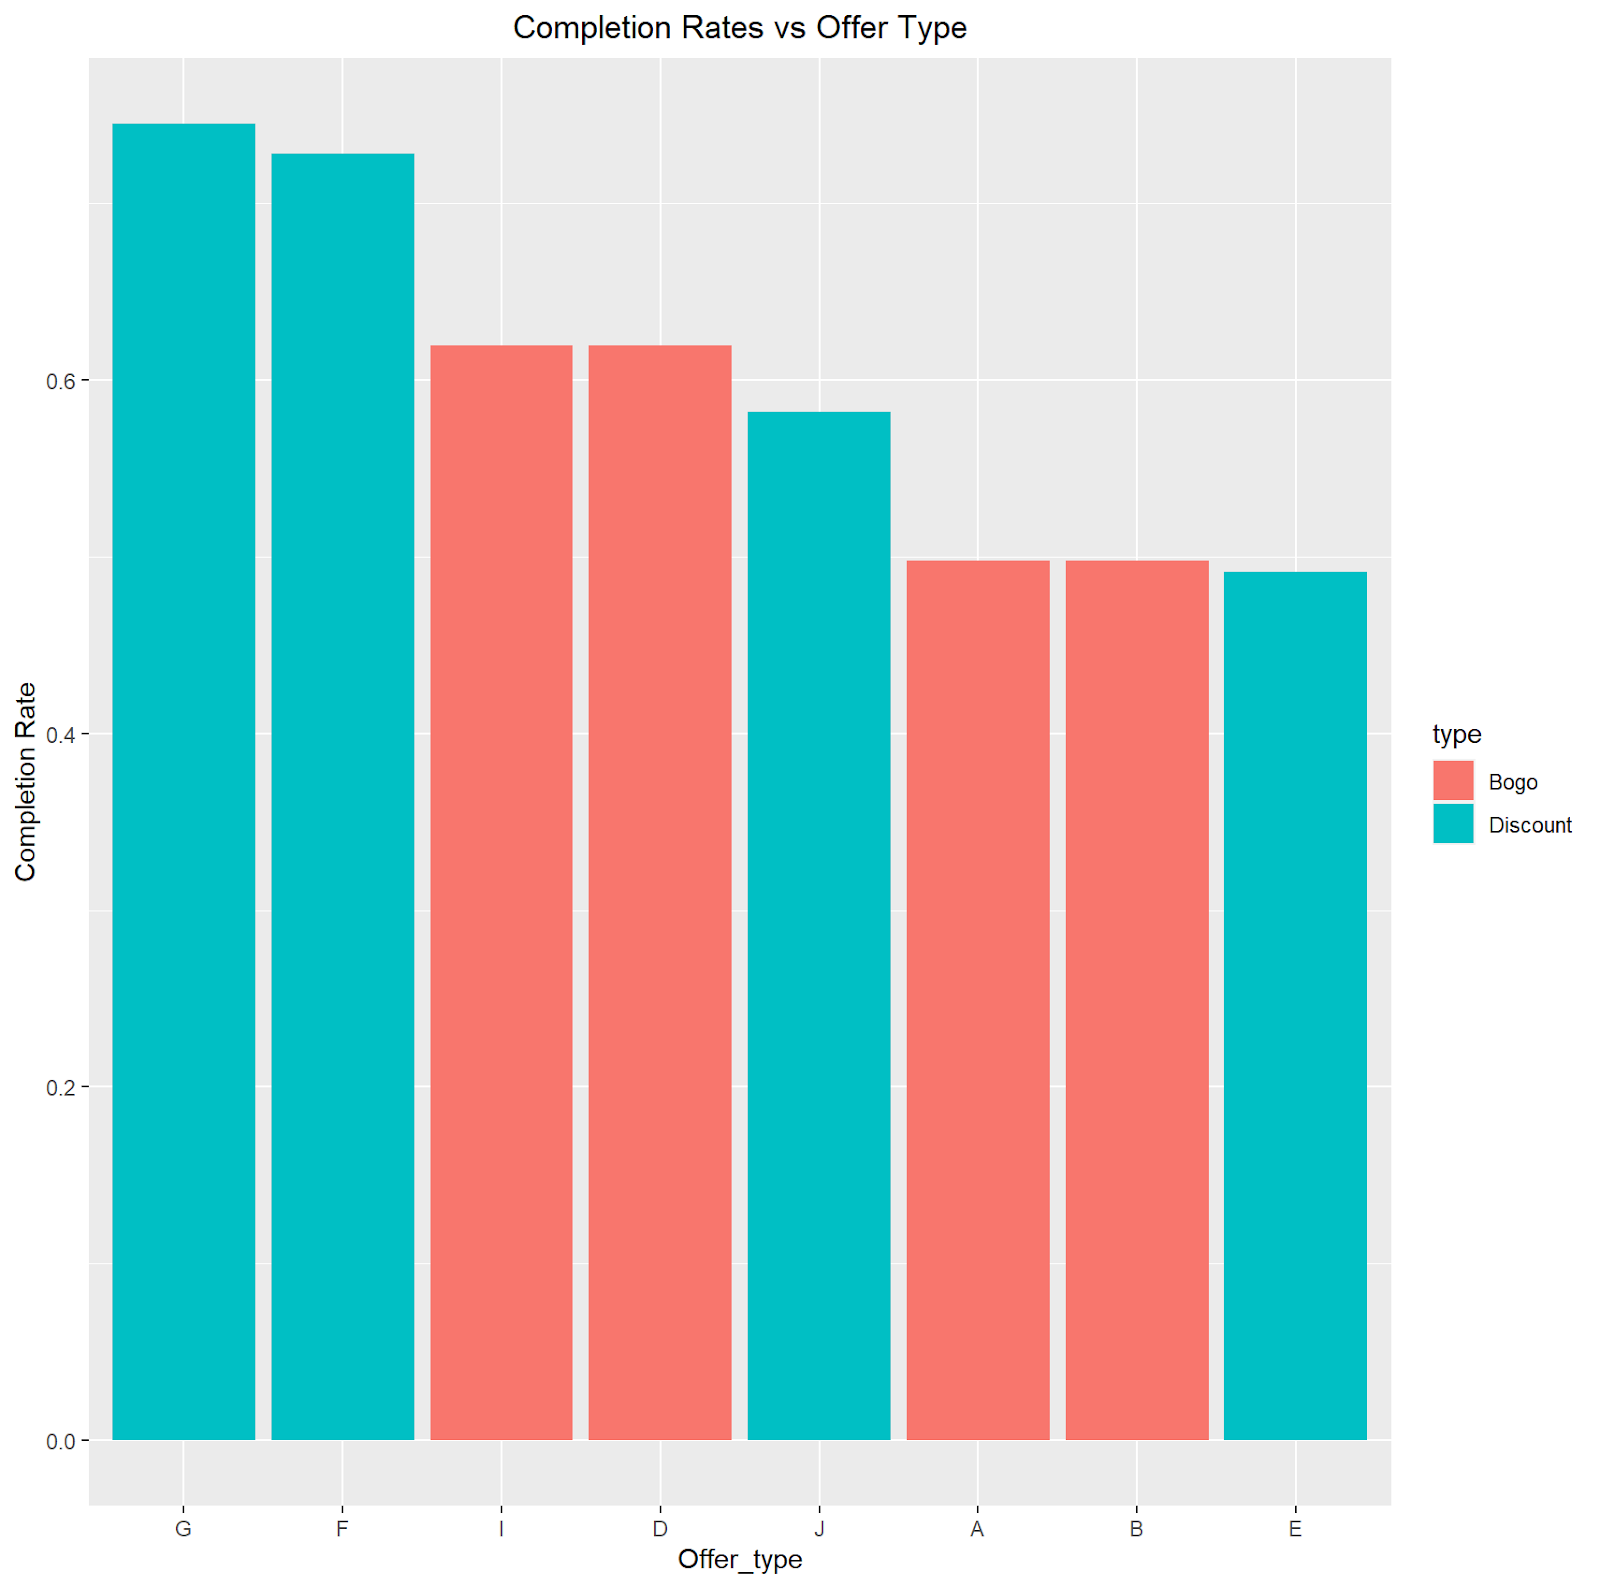 Completion Rates vs Offer Type
Completion Rate
0.6
0.4
0.2
0.0
G F I D J A B E
Offer_type
type
Bogo
Discount